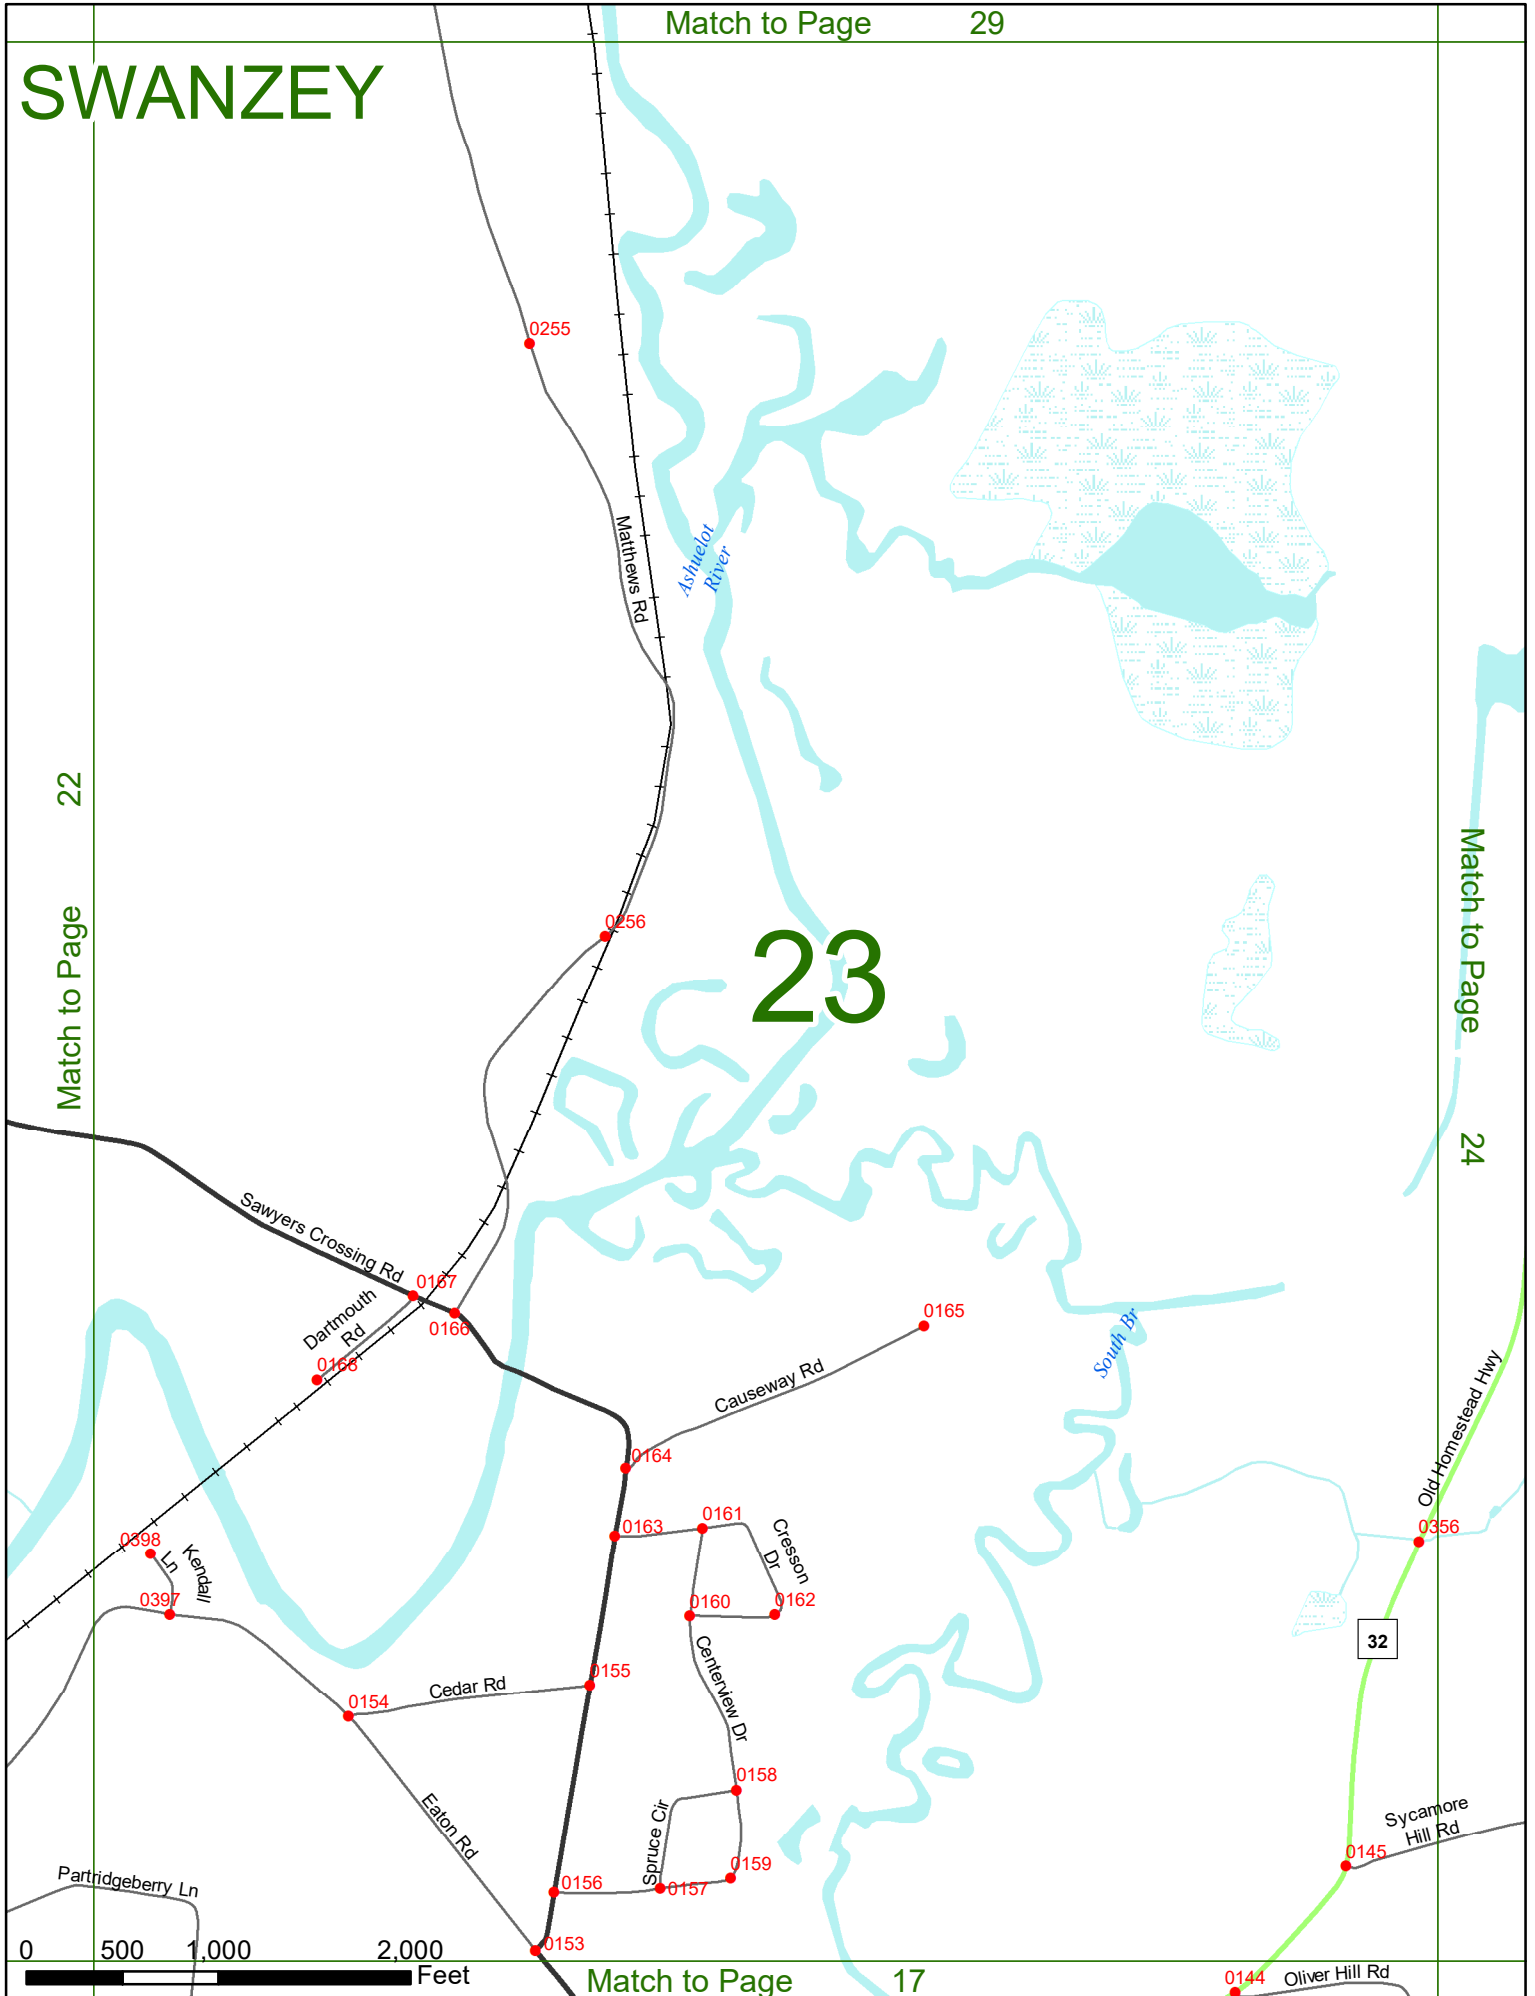 Match to Page 29
SWANZEY
0255
Matthews Rd
Ashuelot
River
22
Match to Page
Match to Page
24
0256
23
Sawyers Crossing Rd
0167
Dartmouth
Rd
0166
0168
0165
South Br
Causeway Rd
Old Homestead Hwy
0164
0163
0161
Cresson
Dr
0356
0398
Kendall
Ln
0397
0160
0162
32
Centerview Dr
0155
Cedar Rd
0154
0158
Eaton Rd
Spruce Cir
Sycamore
Hill Rd
0145
0159
Partridgeberry Ln
0156
0157
0153
0 500 1,000 2,000
Feet
Match to Page 17
0144
Oliver Hill Rd